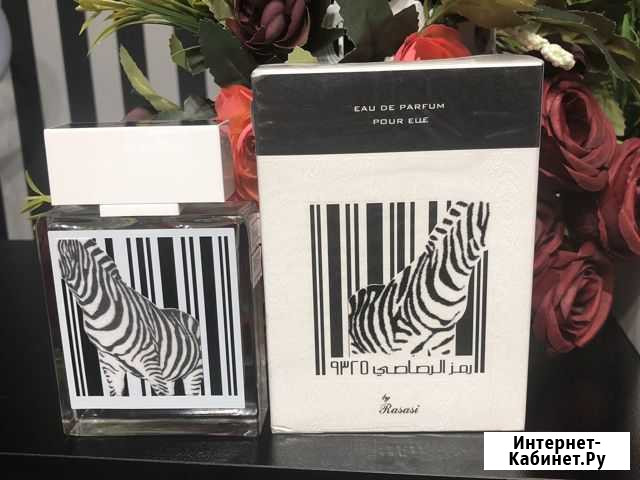 EAU DE PARFUM
POUR ELLE
رمز الرصاصي ٩٣٢٥
by
Rasasi
Интернет-
Кабинет.Ру